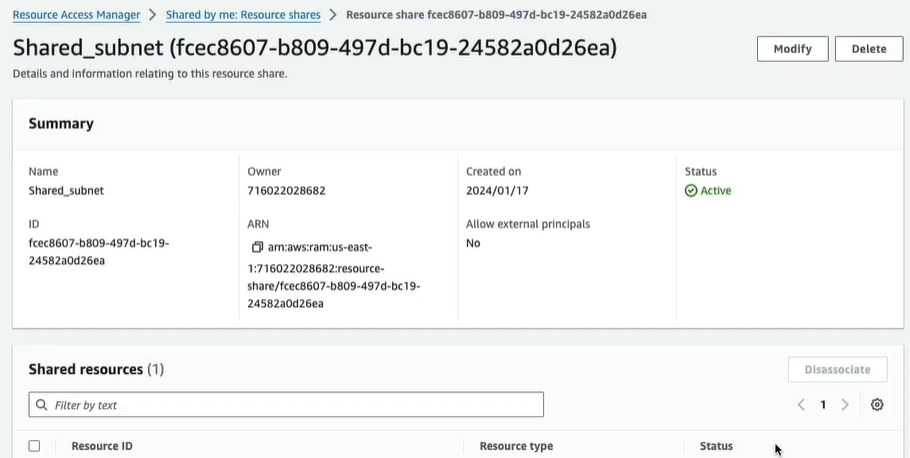 Resource Access Manager > Shared by me: Resource shares > Resource share fcec8607-b809-497d-bc19-24582a0d26ea
Shared_subnet (fcec8607-b809-497d-bc19-24582a0d26ea)
Modify
Delete
Details and information relating to this resource share.
Summary
Name
Shared_subnet
Owner
716022028682
Created on
2024/01/17
Status
Active
ID
fcec8607-b809-497d-bc19-
24582a0d26ea
ARN
arn:aws:ram:us-east-
1:716022028682:resource-
share/fcec8607-b809-497d-bc19-
24582a0d26ea
Allow external principals
No
Shared resources (1)
Disassociate
Filter by text
1
Resource ID
Resource type
Status